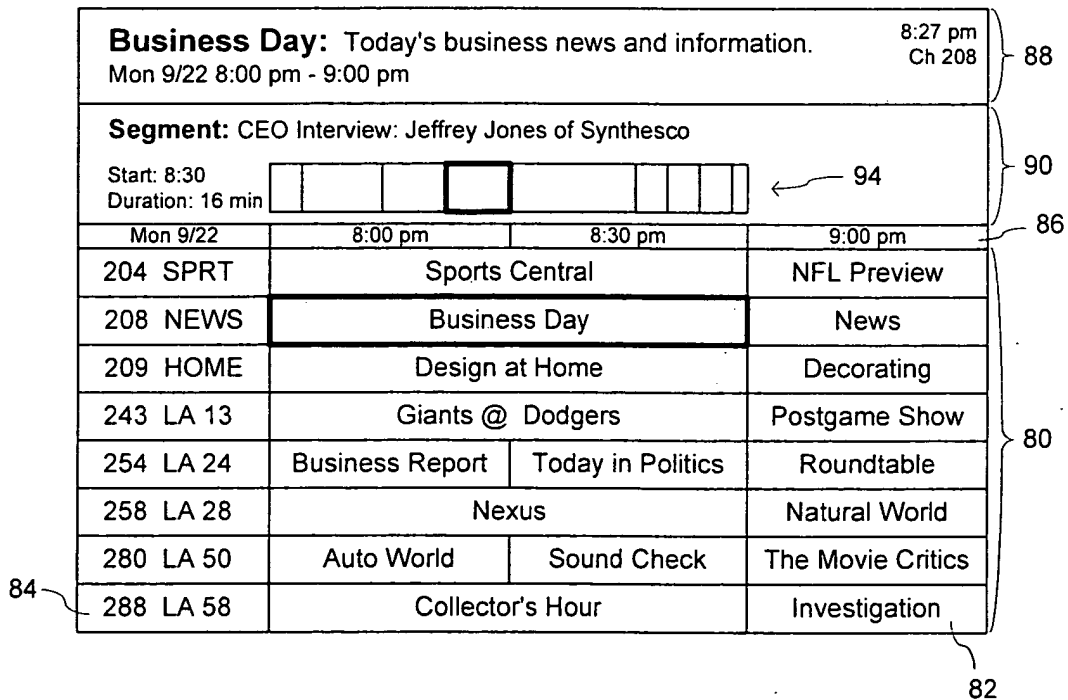 Business Day: Today's business news and information. 8:27 pm
Mon 9/22 8:00 pm - 9:00 pm Ch 208
88
Segment: CEO Interview: Jeffrey Jones of Synthesco
Start: 8:30
Duration: 16 min
94
90
Mon 9/22 8:00 pm 8:30 pm 9:00 pm
86
204 SPRT Sports Central NFL Preview
208 NEWS Business Day News
209 HOME Design at Home Decorating
243 LA 13 Giants @ Dodgers Postgame Show
80
254 LA 24 Business Report Today in Politics Roundtable
258 LA 28 Nexus Natural World
280 LA 50 Auto World Sound Check The Movie Critics
84
288 LA 58 Collector's Hour Investigation
82